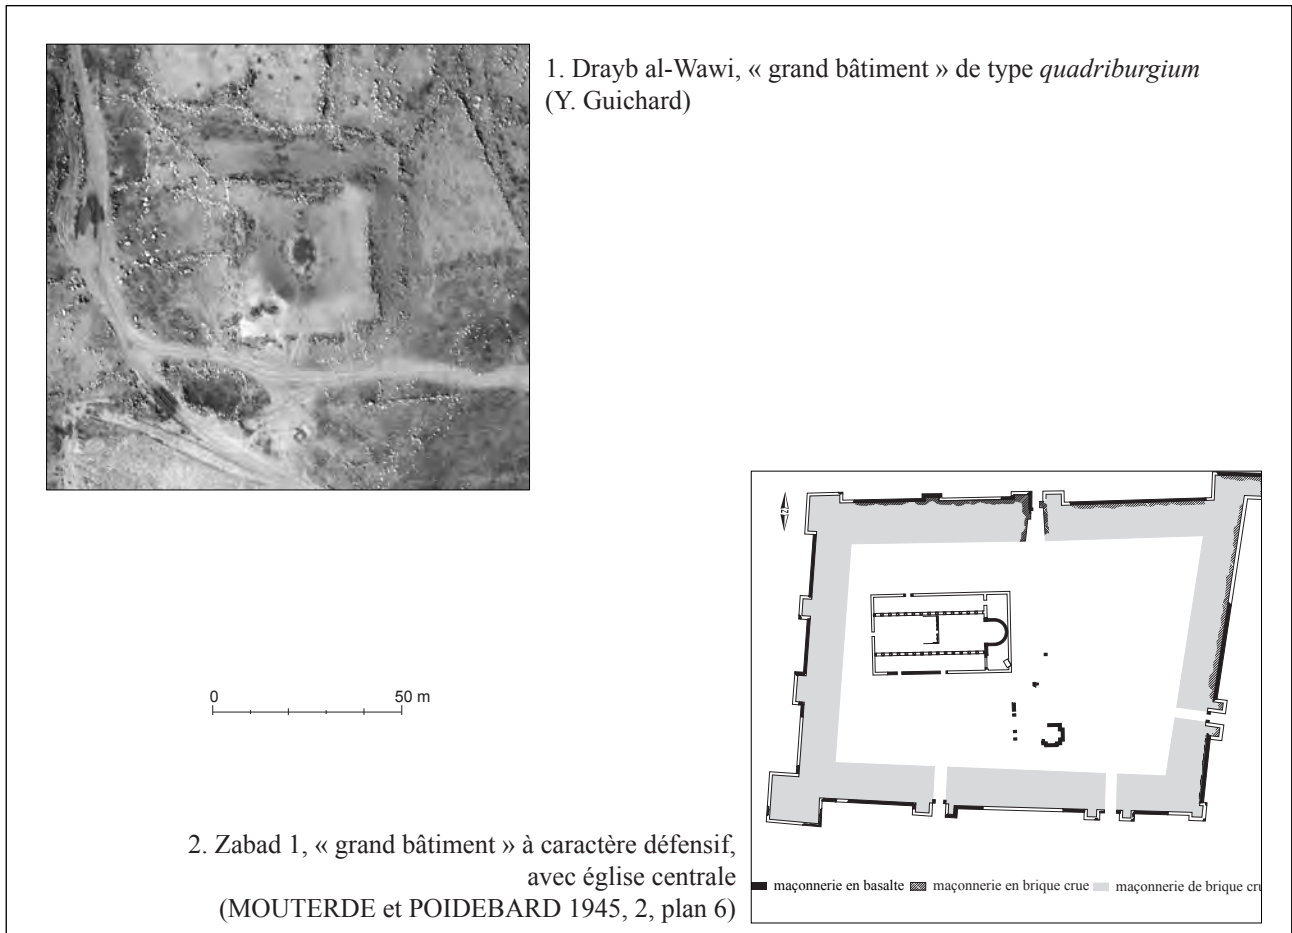 1. Drayb al-Wawi, « grand bâtiment » de type quadriburgium
(Y. Guichard)
0 50 m
2. Zabad 1, « grand bâtiment » à caractère défensif,
avec église centrale
(MOUTERDE et POIDEBARD 1945, 2, plan 6)
maçonnerie en basalte maçonnerie en brique crue maçonnerie de brique cru